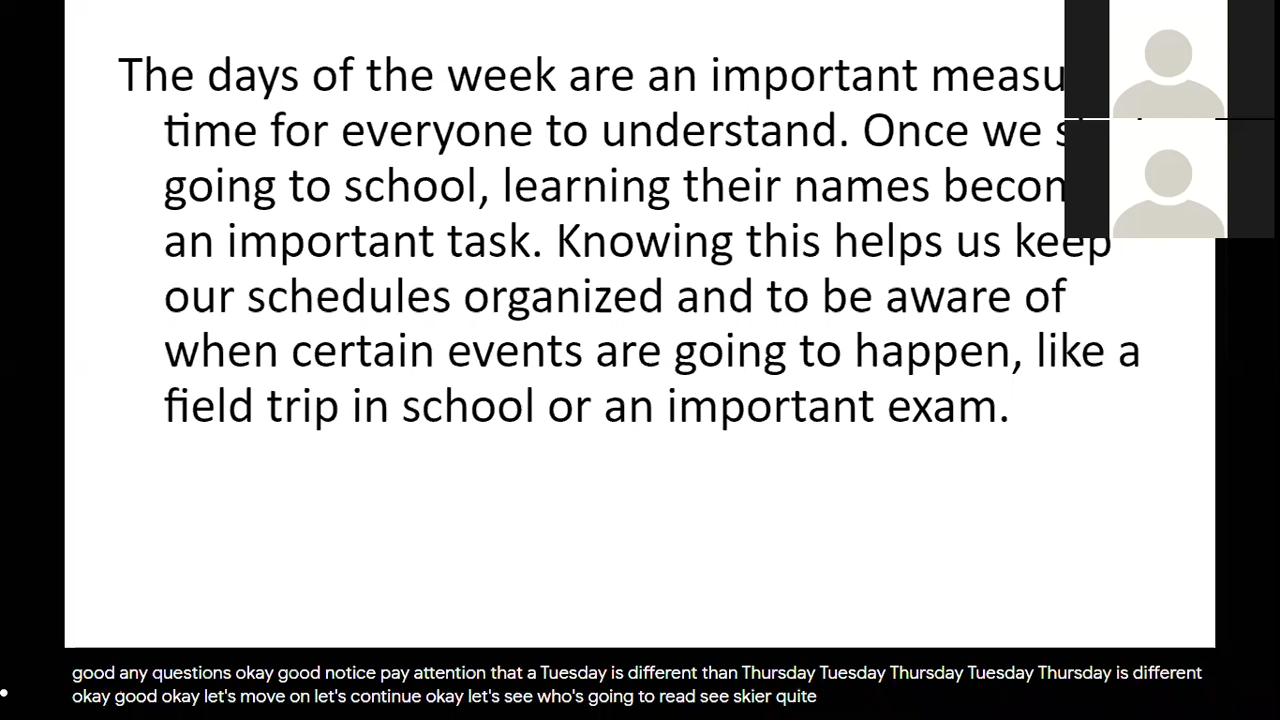 The days of the week are an important
time for everyone to understand. Once we
going to school, learning their names
an important task. Knowing this helps us keep
our schedules organized and to be aware of
when certain events are going to happen, like a
field trip in school or an important exam.
good any questions okay good notice pay attention that a Tuesday is different than Thursday Tuesday Thursday Tuesday Thursday is different
okay good okay let's move on let's continue okay let's see who's going to read see skier quite